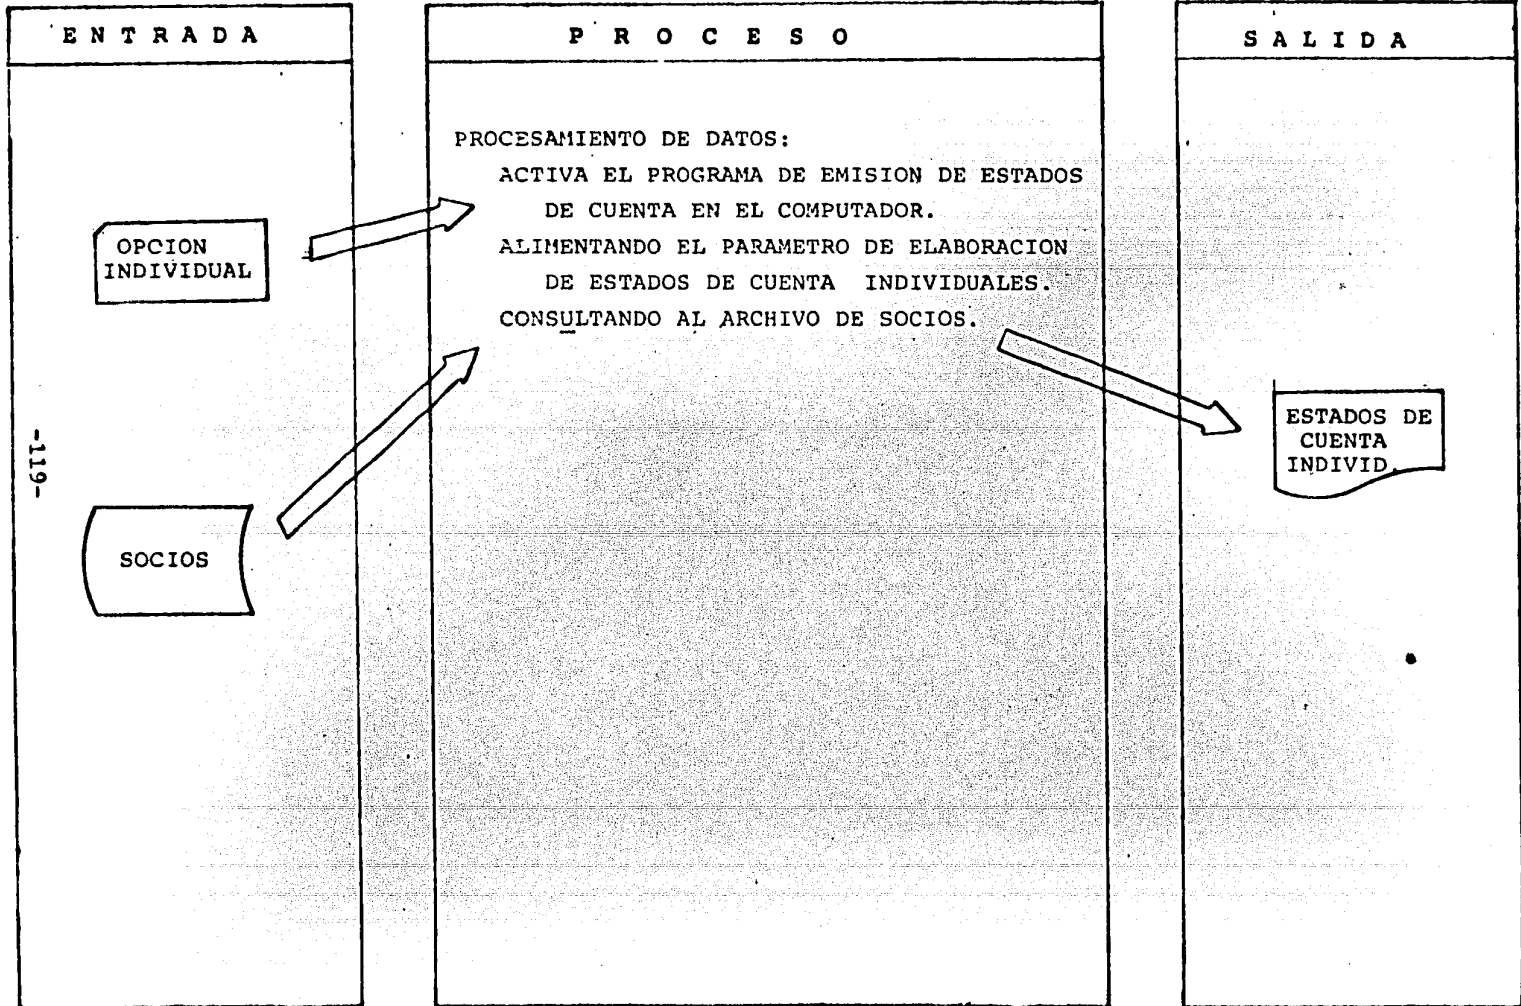 E N T R A D A
P R O C E S O
S A L I D A
PROCESAMIENTO DE DATOS:
ACTIVA EL PROGRAMA DE EMISION DE ESTADOS
DE CUENTA EN EL COMPUTADOR.
ALIMENTANDO EL PARAMETRO DE ELABORACION
DE ESTADOS DE CUENTA INDIVIDUALES.
CONSULTANDO AL ARCHIVO DE SOCIOS.
OPCION
INDIVIDUAL
SOCIOS
ESTADOS DE
CUENTA
INDIVID.
-119-